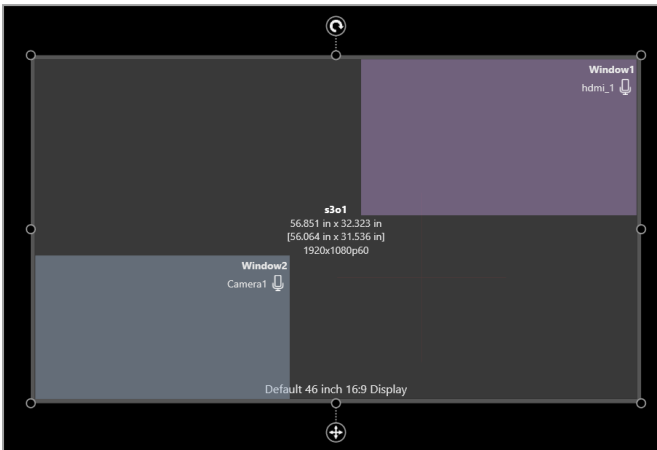 Window1
hdmi_1
s3o1
56.851 in x 32.323 in
[56.064 in x 31.536 in]
1920x1080p60
Window2
Camera1
Default 46 inch 16:9 Display